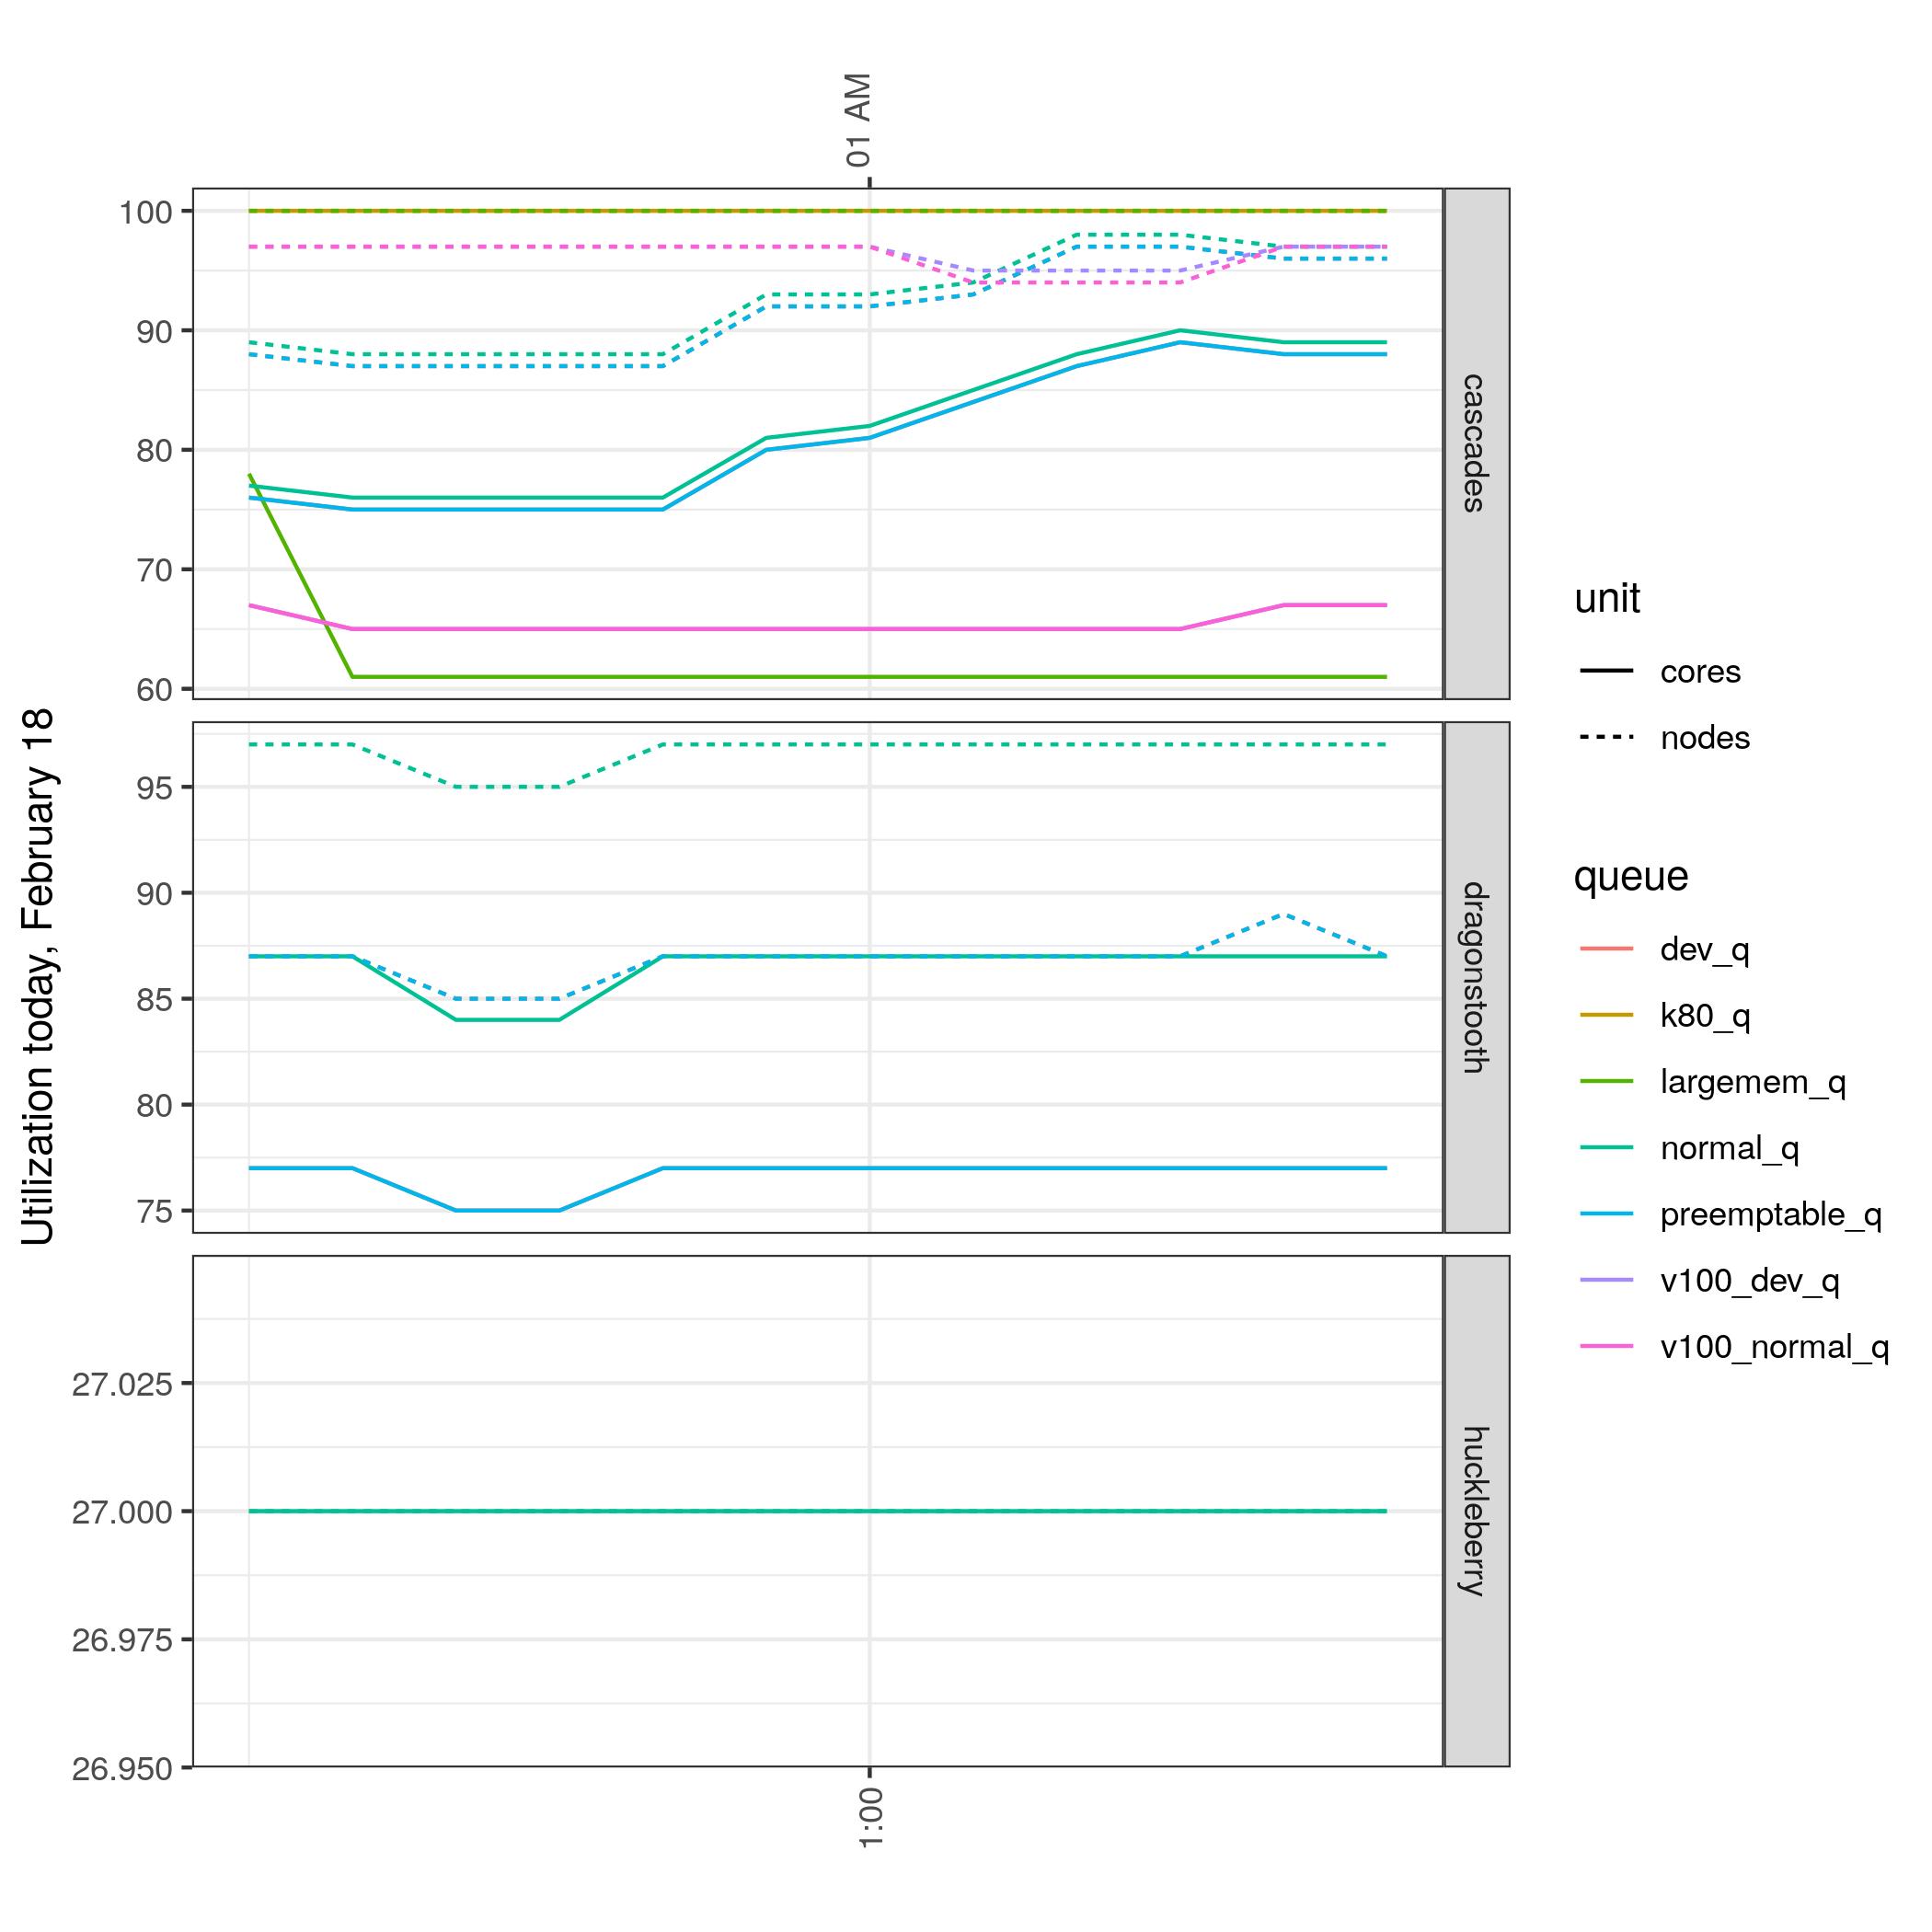 01 AM
Utilization today, February 18
100
90
80
70
60
cascades
95
90
85
80
75
dragonstooth
27.025
27.000
26.975
26.950
huckleberry
1:00
unit
cores
nodes
queue
dev_q
k80_q
largemem_q
normal_q
preemptable_q
v100_dev_q
v100_normal_q